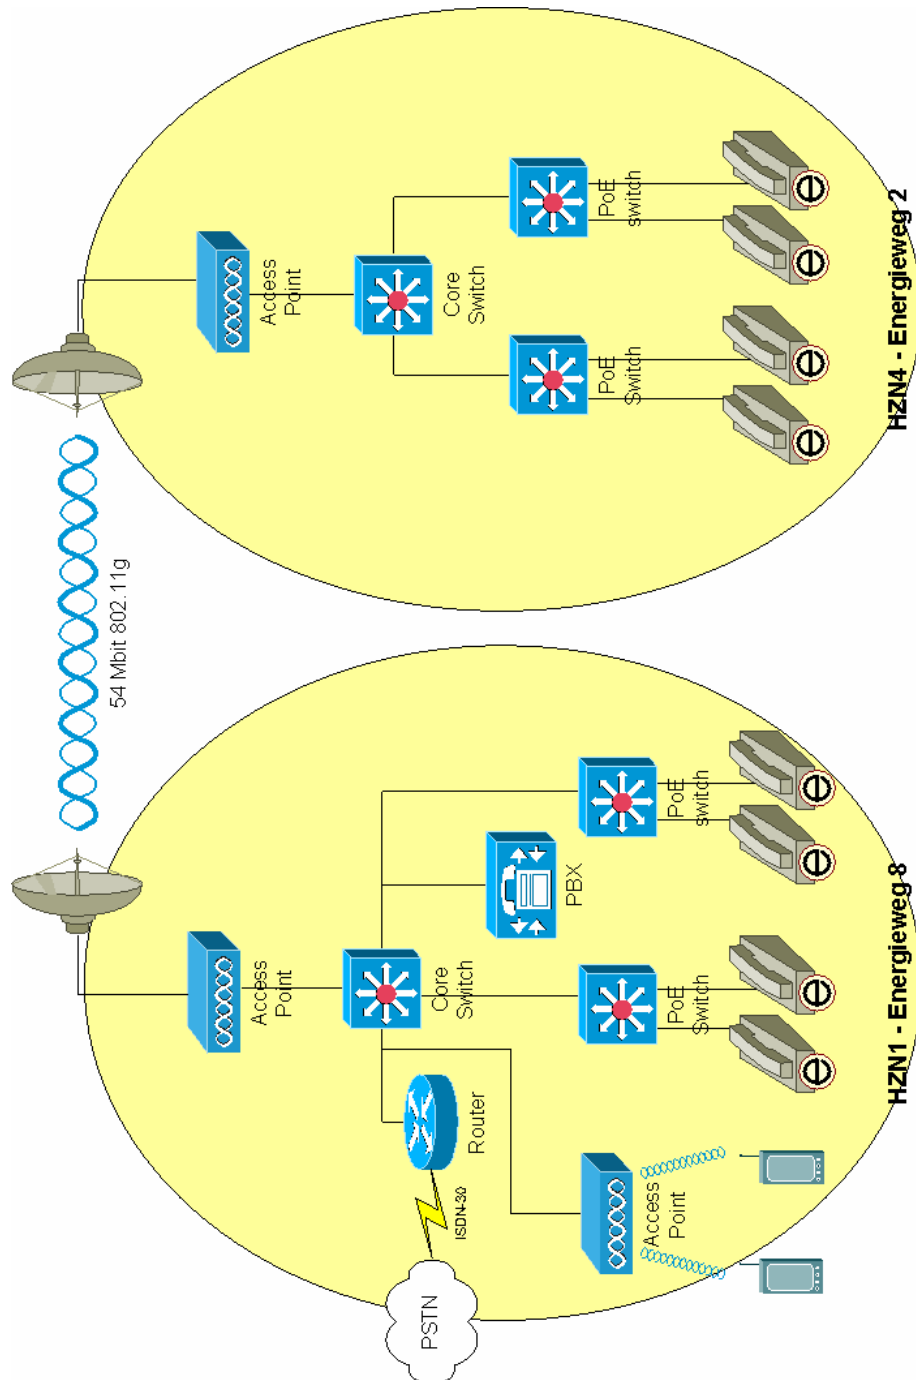 54 Mbit 802.11g
Access
Point
Core
Switch
Router
ISDN-30
PSTN
Access
Point
PBX
PoE
Switch
PoE
switch
e
e
e
e
HZN1 - Energieweg 8
Access
Point
Core
Switch
PoE
Switch
PoE
switch
e
e
e
e
HZN4 - Energieweg 2